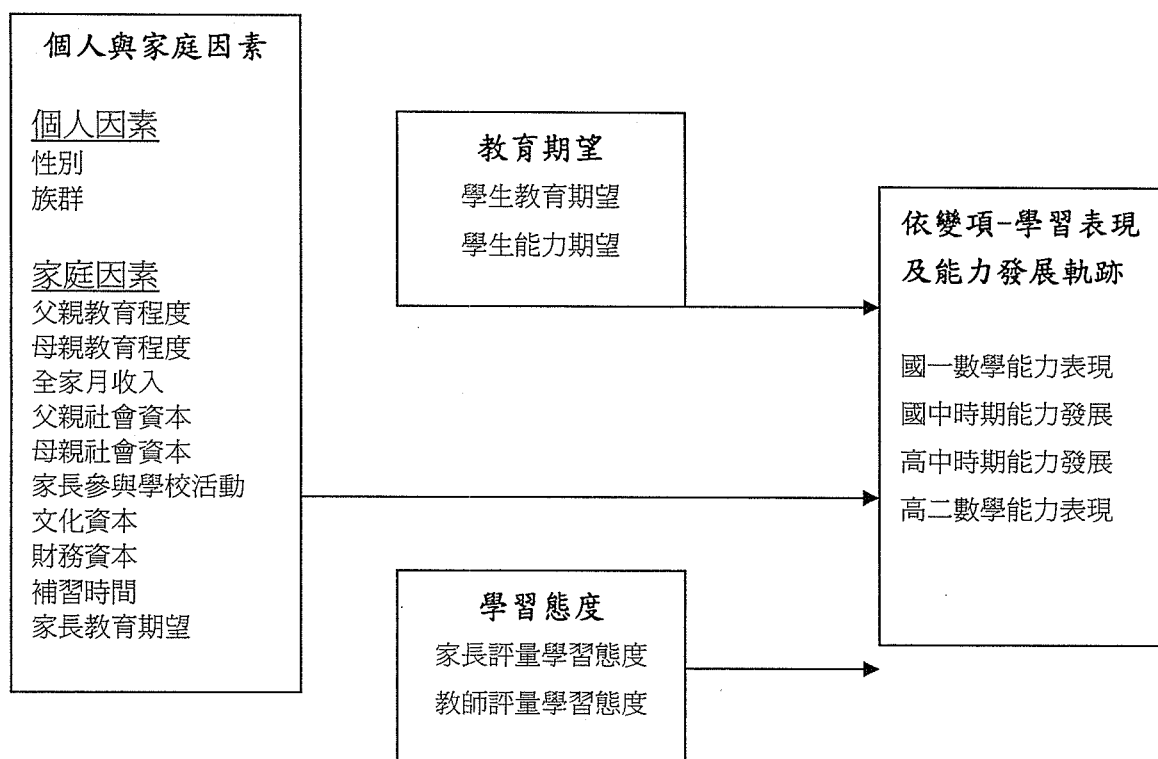 個人與家庭因素
個人因素
性別
族群
家庭因素
父親教育程度
母親教育程度
全家月收入
父親社會資本
母親社會資本
家長參與學校活動
文化資本
財務資本
補習時間
家長教育期望
教育期望
學生教育期望
學生能力期望
學習態度
家長評量學習態度
教師評量學習態度
依變項-學習表現
及能力發展軌跡
國一數學能力表現
國中時期能力發展
高中時期能力發展
高二數學能力表現